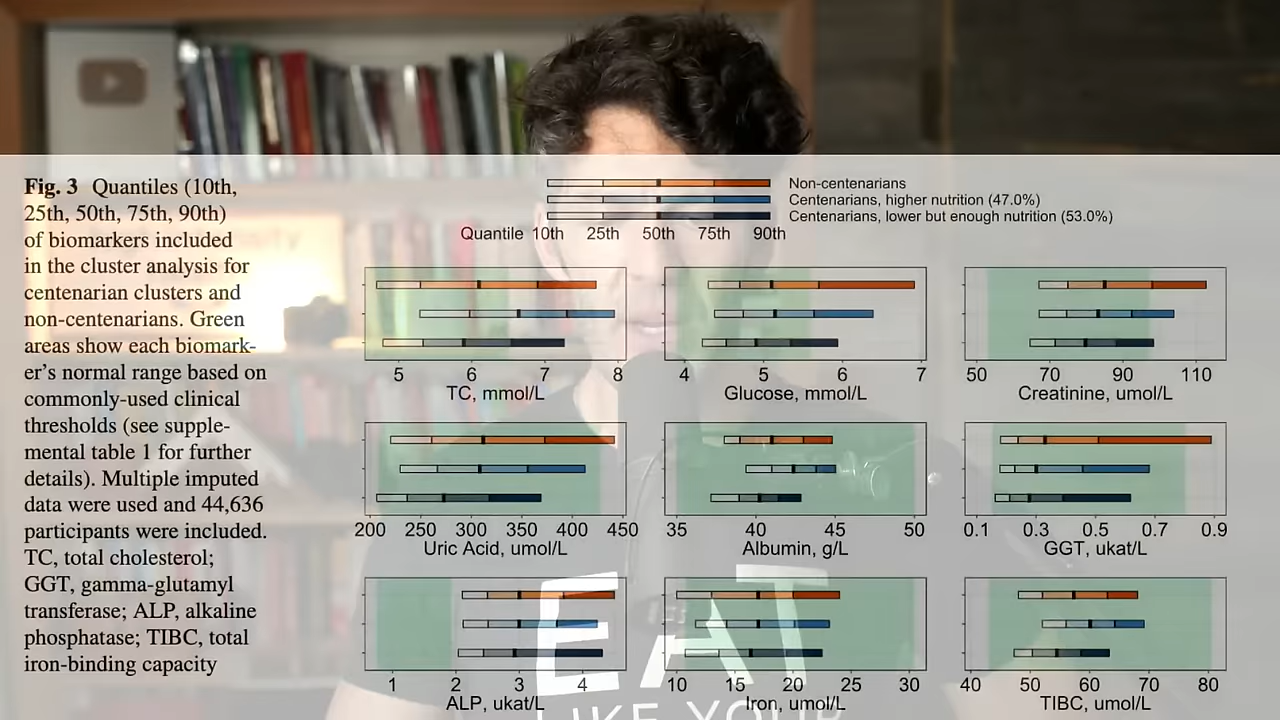 Fig. 3 Quantiles (10th,
25th, 50th, 75th, 90th)
of biomarkers included
in the cluster analysis for
centenarian clusters and
non-centenarians. Green
areas show each biomark-
er's normal range based on
commonly-used clinical
thresholds (see supple-
mental table 1 for further
details). Multiple imputed
data were used and 44,636
participants were included.
TC, total cholesterol;
GGT, gamma-glutamyl
transferase; ALP, alkaline
phosphatase; TIBC, total
iron-binding capacity
Non-centenarians
Centenarians, higher nutrition (47.0%)
Centenarians, lower but enough nutrition (53.0%)
Quantile 10th 25th 50th 75th 90th
5 6 7 8
TC, mmol/L
4 5 6 7
Glucose, mmol/L
50 70 90 110
Creatinine, umol/L
200 250 300 350 400 450
Uric Acid, umol/L
35 40 45 50
Albumin, g/L
0.1 0.3 0.5 0.7 0.9
GGT, ukat/L
1 2 3 4
ALP, ukat/L
10 15 20 25 30
Iron, umol/L
40 50 60 70 80
TIBC, umol/L
EAT
LIKE YOUR